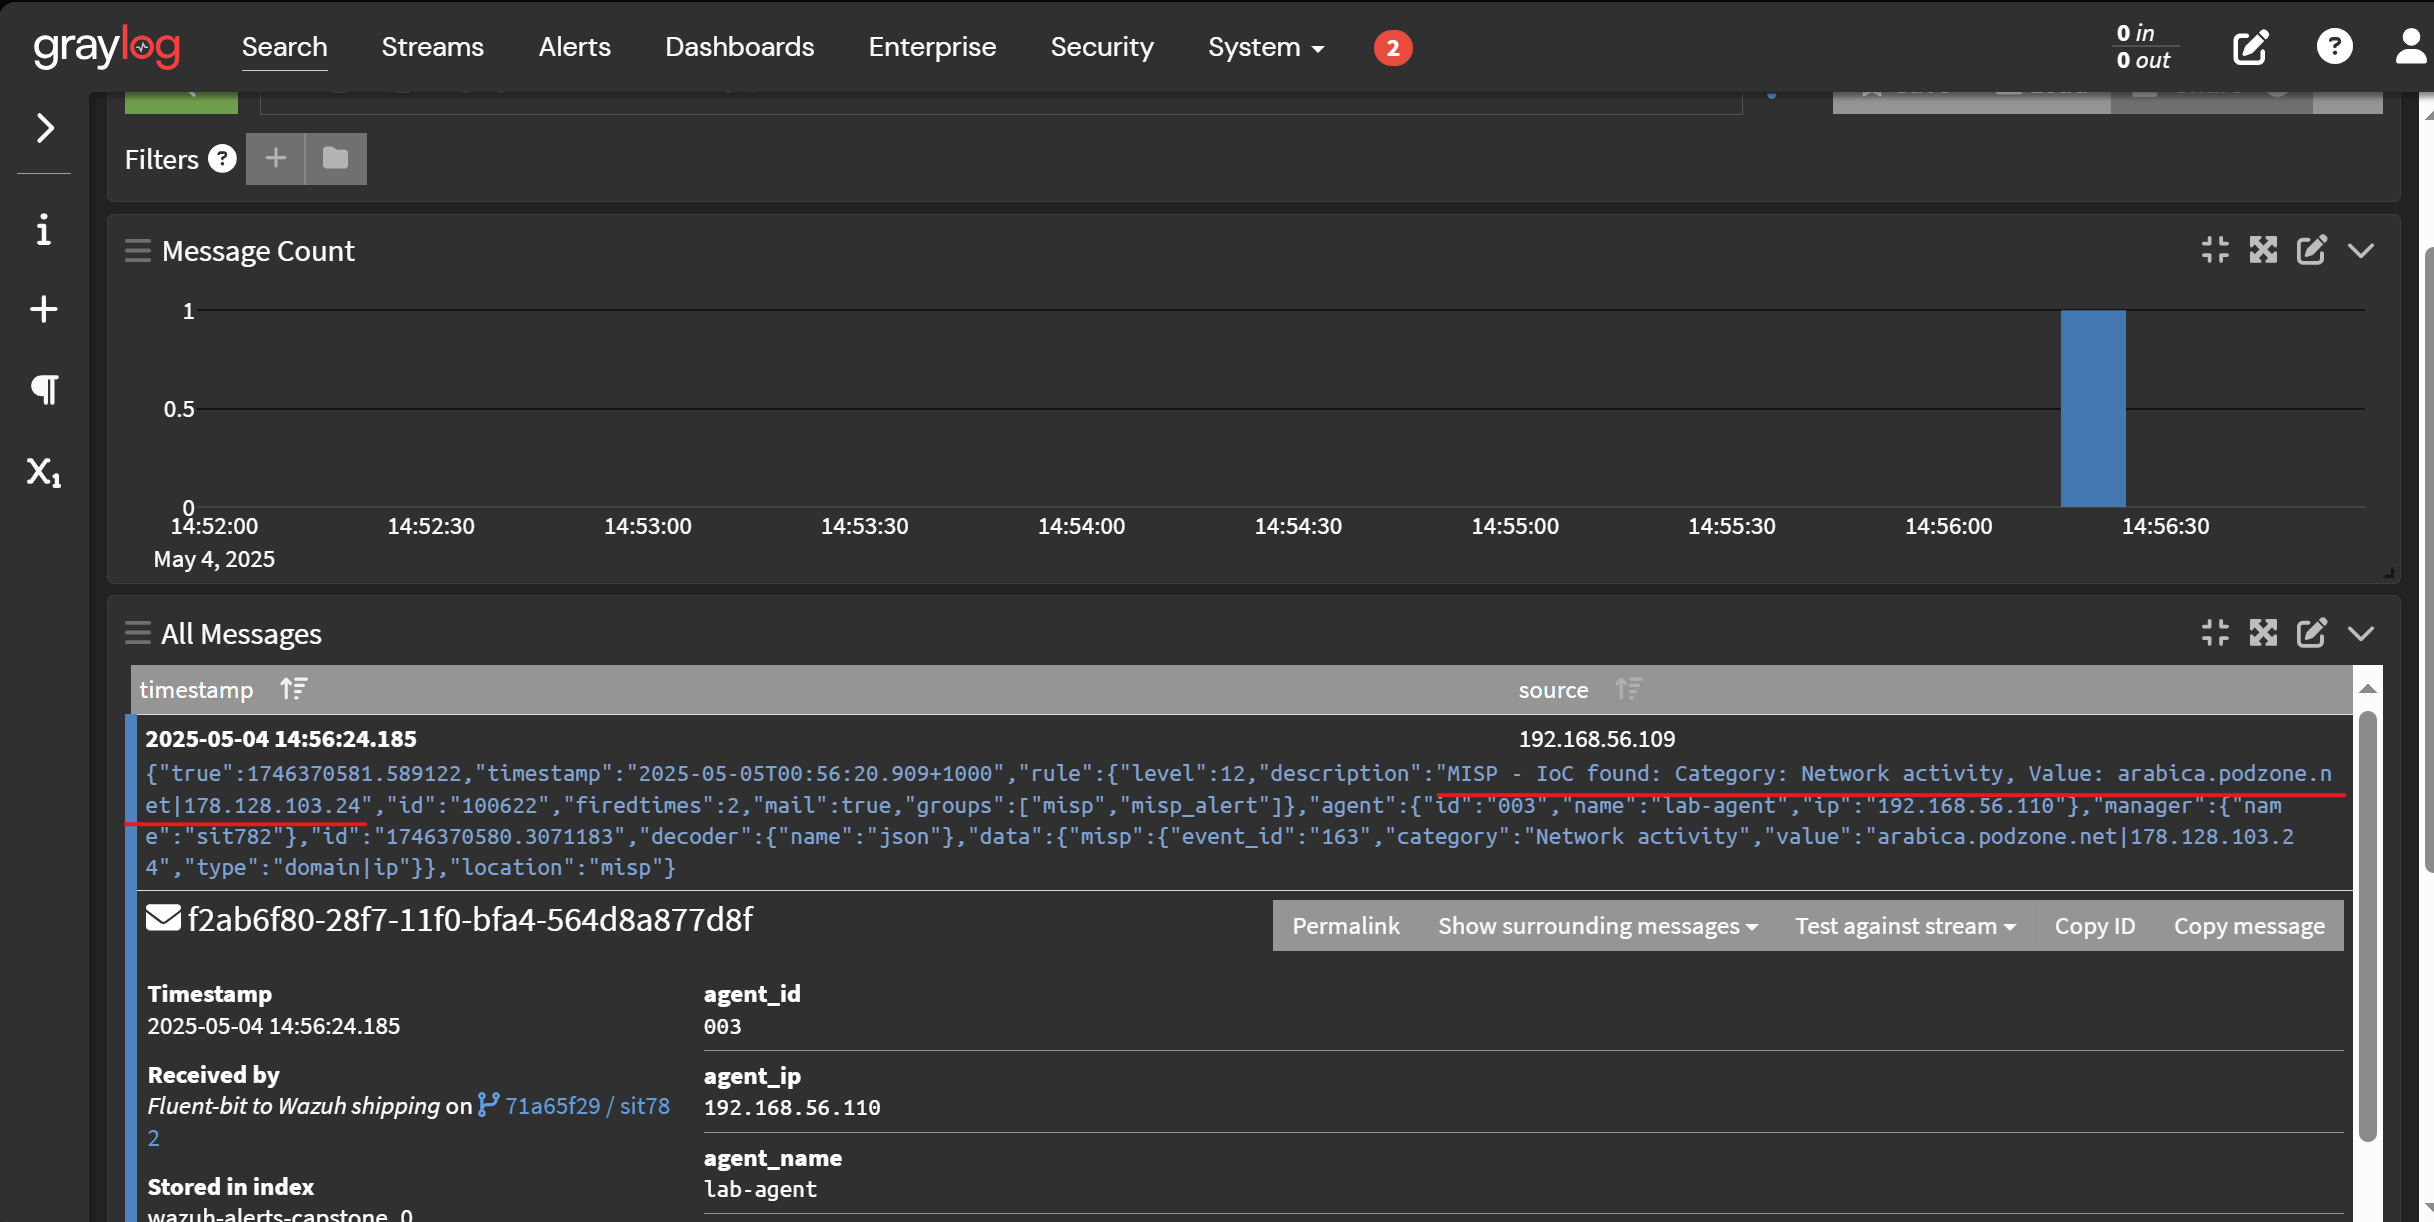 graylog
Search Streams Alerts Dashboards Enterprise Security System 2 0 in
0 out
Filters
Message Count
1
0.5
0
14:52:00 14:52:30 14:53:00 14:53:30 14:54:00 14:54:30 14:55:00 14:55:30 14:56:00 14:56:30
May 4, 2025
All Messages
timestamp source
2025-05-04 14:56:24.185 192.168.56.109
{"true":1746370581.589122,"timestamp":"2025-05-05T00:56:20.909+1000","rule":{"level":12,"description":"MISP - IoC found: Category: Network activity, Value: arabica.podzone.n
et|178.128.103.24","id":"100622","firedtimes":2,"mail":true,"groups":["misp","misp_alert"]},"agent":{"id":"003","name":"lab-agent","ip":"192.168.56.110"},"manager":{"nam
e":"sit782"},"id":"1746370580.3071183","decoder":{"name":"json"},"data":{"misp":{"event_id":"163","category":"Network activity","value":"arabica.podzone.net|178.128.103.2
4","type":"domain|ip"}},"location":"misp"}
f2ab6f80-28f7-11f0-bfa4-564d8a877d8f
Permalink Show surrounding messages Test against stream Copy ID Copy message
Timestamp
2025-05-04 14:56:24.185
Received by
Fluent-bit to Wazuh shipping on 71a65f29 / sit78
2
Stored in index
wazuh-alerts-capstone_0
agent_id
003
agent_ip
192.168.56.110
agent_name
lab-agent